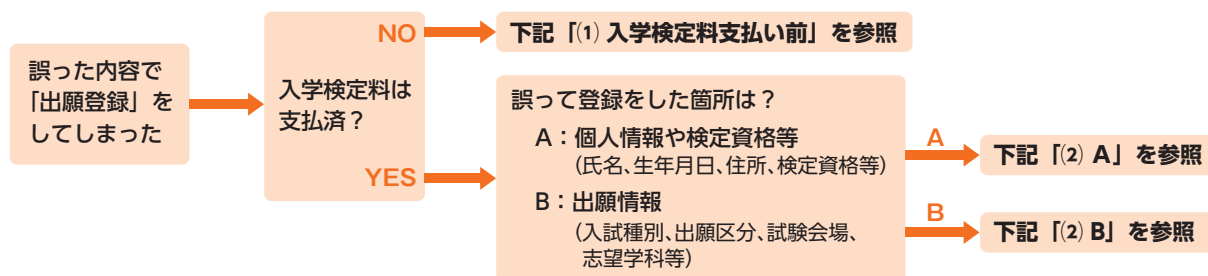 誤った内容で
「出願登録」を
してしまった
入学検定料は
支払済？
NO
下記「⑴ 入学検定料支払い前」を参照
YES
誤って登録をした箇所は？
A：個人情報や検定資格等
（氏名、生年月日、住所、検定資格等）
B：出願情報
（入試種別、出願区分、試験会場、
志望学科等）
A
下記「⑵ A」を参照
B
下記「⑵ B」を参照